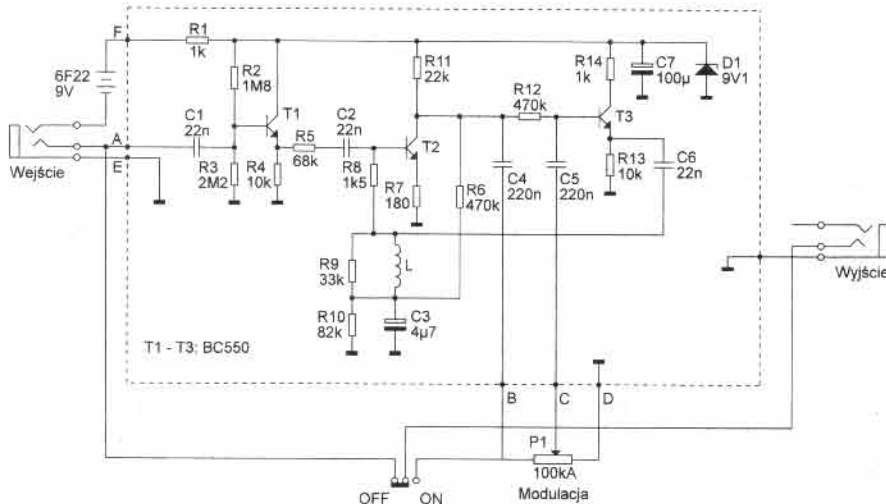 F
R1
1k
6F22
9V
R2
1M8
R11
22k
R14
1k
C7
100µ
D1
9V1
R12
470k
T1
T3
C1
22n
C2
22n
R5
68k
T2
A
E
Wejście
R3
2M2
R4
10k
R8
1k5
R7
180
R6
470k
C4
220n
C5
220n
R13
10k
C6
22n
R9
33k
L
Wyjście
R10
82k
C3
4µ7
T1 - T3: BC550
B
C
D
P1
100kA
OFF
ON
Modulacja